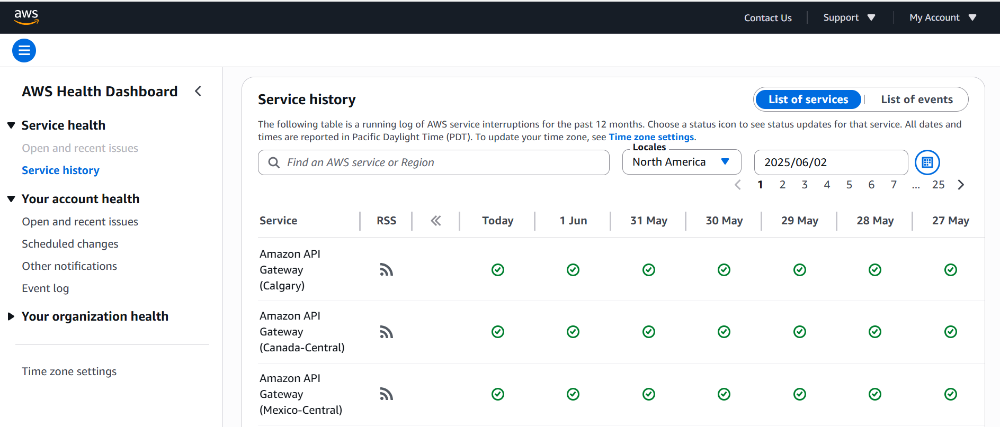 aws
Contact Us
Support
My Account
AWS Health Dashboard
Service health
Open and recent issues
Service history
Your account health
Open and recent issues
Scheduled changes
Other notifications
Event log
Your organization health
Time zone settings
Service history
List of services
List of events
The following table is a running log of AWS service interruptions for the past 12 months. Choose a status icon to see status updates for that service. All dates and
times are reported in Pacific Daylight Time (PDT). To update your time zone, see Time zone settings.
Find an AWS service or Region
Locales
North America
2025/06/02
1 2 3 4 5 6 7 ... 25
Service RSS Today 1 Jun 31 May 30 May 29 May 28 May 27 May
Amazon API
Gateway
(Calgary)
Amazon API
Gateway
(Canada-Central)
Amazon API
Gateway
(Mexico-Central)